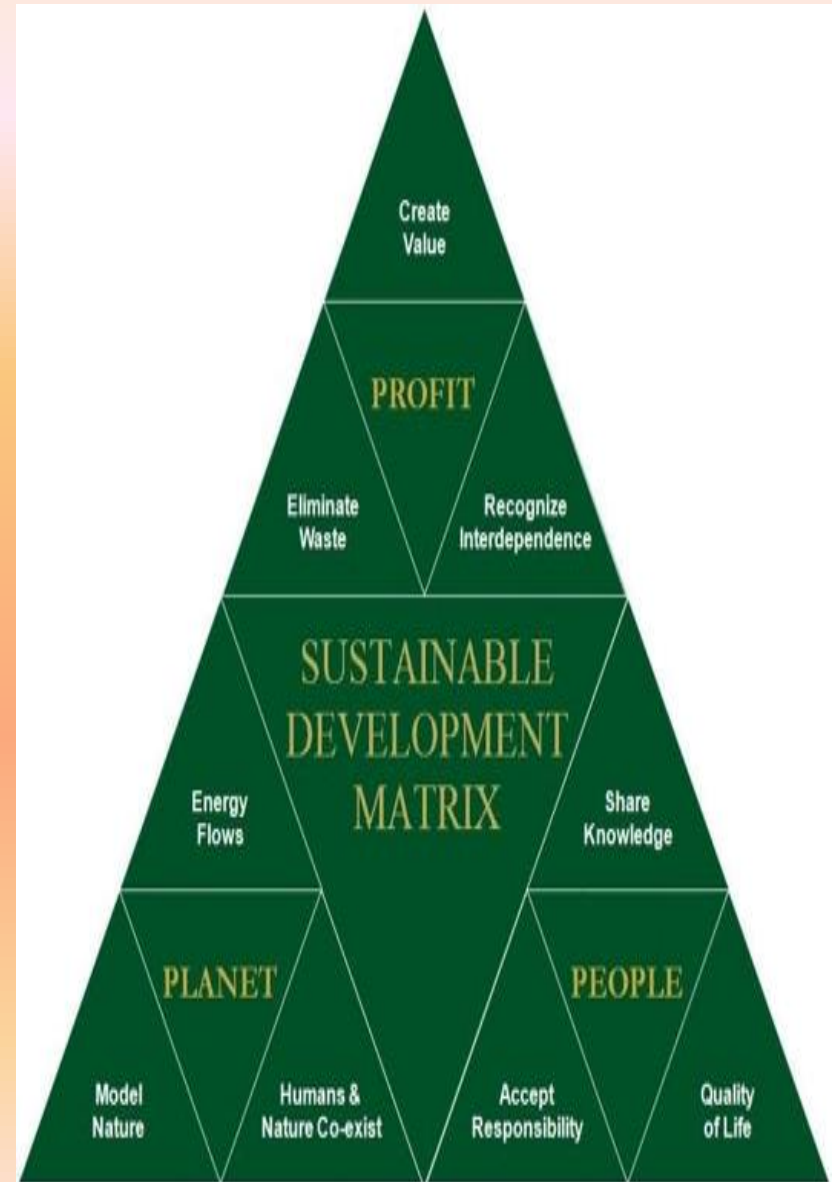 Create
Value
PROFIT
Eliminate
Waste
Recognize
Interdependence
SUSTAINABLE
DEVELOPMENT
MATRIX
Energy
Flows
Share
Knowledge
PLANET
PEOPLE
Model
Nature
Humans &
Nature Co-exist
Accept
Responsibility
Quality
of Life